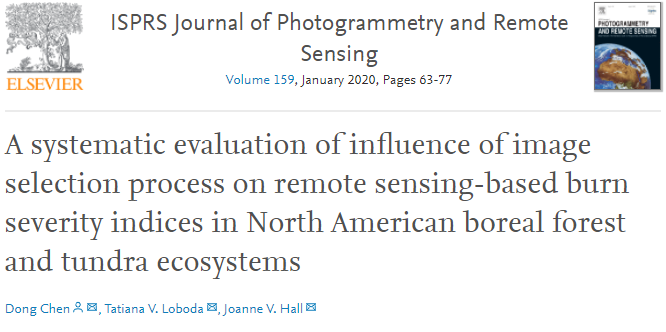 ISPRS Journal of Photogrammetry and Remote
Sensing
Volume 159, January 2020, Pages 63-77
ELSEVIER
PHOTOGRAMMETRY
AND REMOTE SENSING
A systematic evaluation of influence of image
selection process on remote sensing-based burn
severity indices in North American boreal forest
and tundra ecosystems
Dong Chen, Tatiana V. Loboda, Joanne V. Hall